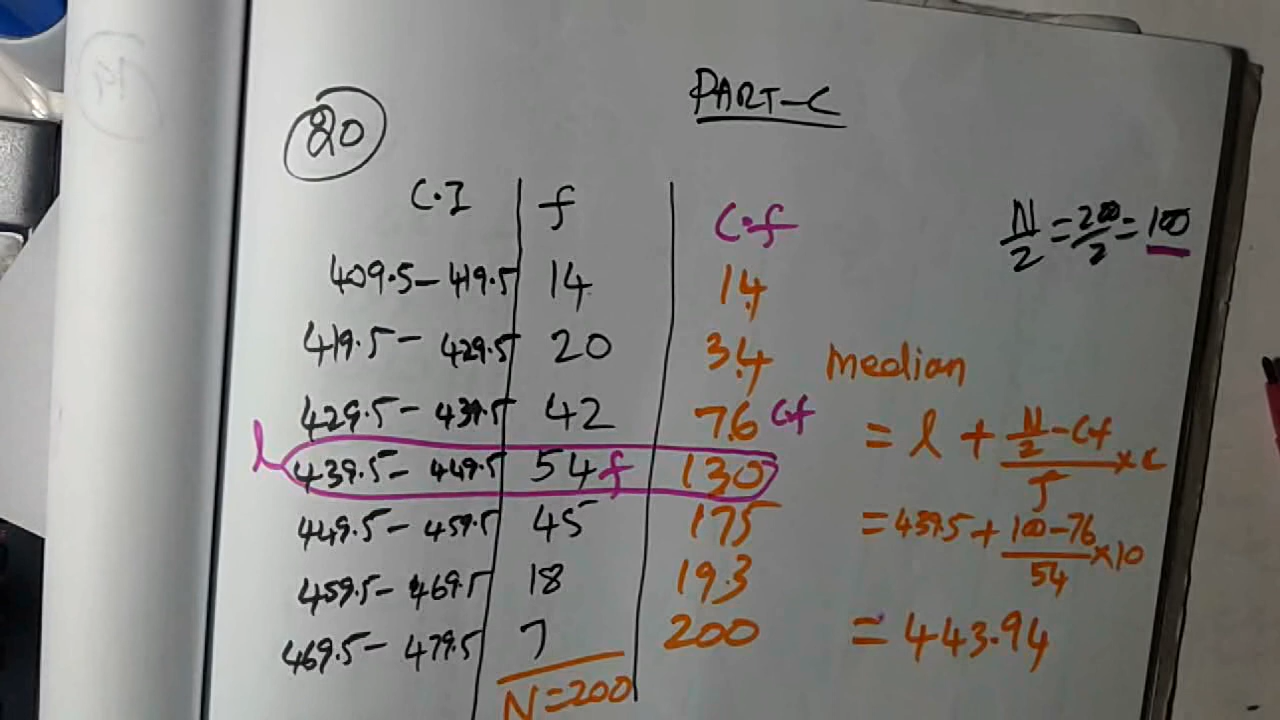 PART-C
20
C.I f C.f
N/2 = 200/2 = 100
409.5 - 419.5 14 14
419.5 - 429.5 20 34
429.5 - 439.5 42 76 Cf
l 439.5 - 449.5 54 f 130
449.5 - 459.5 45 175
459.5 - 469.5 18 193
469.5 - 479.5 7 200
N = 200
Median
= l + (N/2 - Cf)/f × C
= 439.5 + (100 - 76)/54 × 10
= 443.94